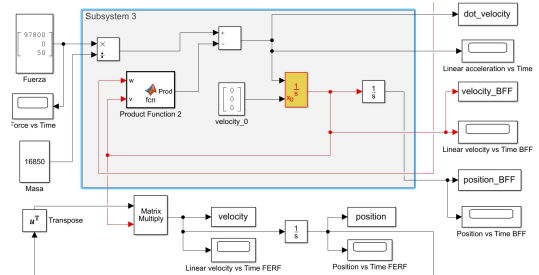 Subsystem 3
dot_velocity
97800
0
50
Fuerza
×
÷
+
−
Linear acceleration vs Time
w
v
fcn
Prod
Product Function 2
0
0
0
velocity_0
1
s
x0
1
s
velocity_BFF
Force vs Time
Linear velocity vs Time BFF
16850
Masa
position_BFF
Position vs Time BFF
uT
Transpose
Matrix
Multiply
velocity
Linear velocity vs Time FERF
1
s
position
Position vs Time FERF